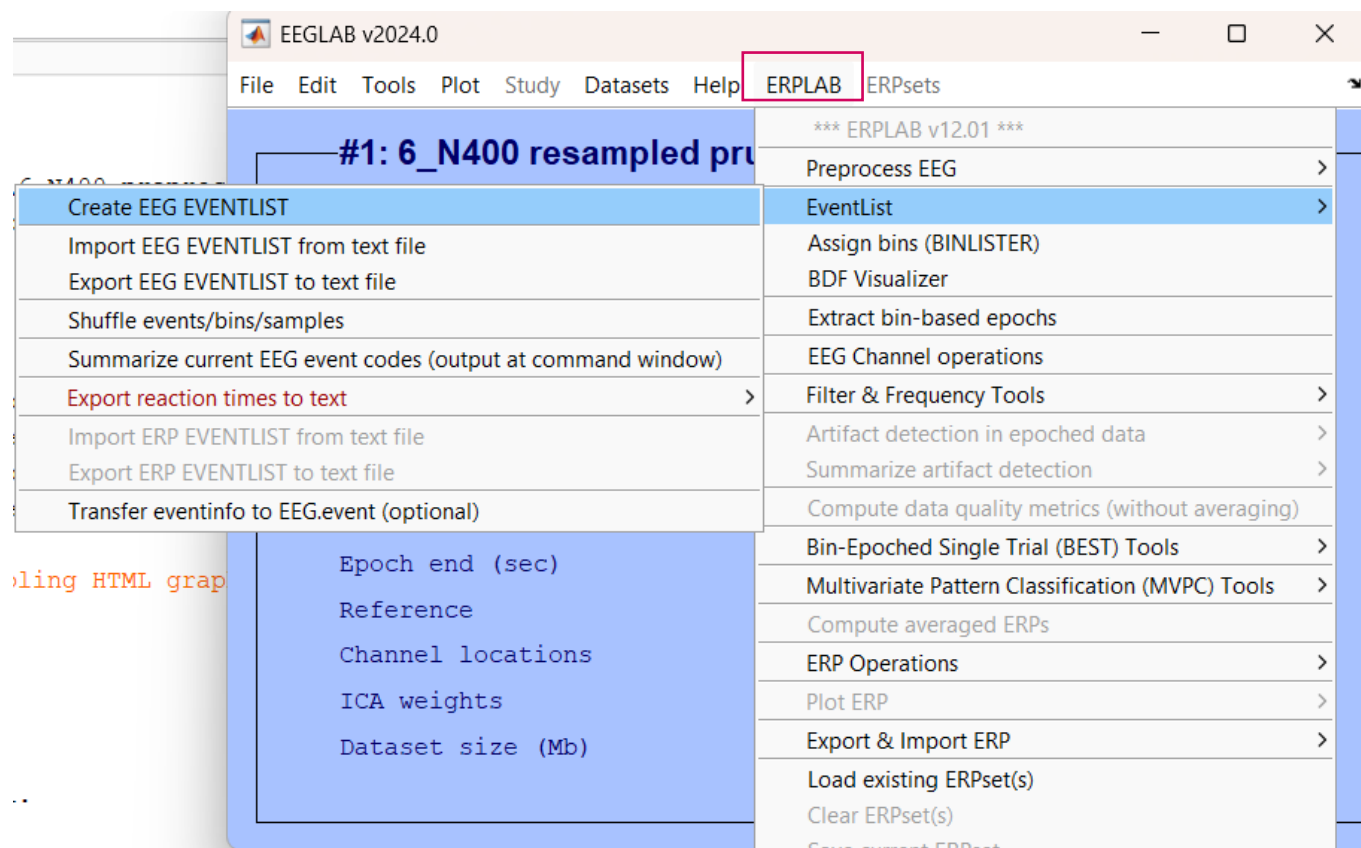 EEGLAB v2024.0
File Edit Tools Plot Study Datasets Help ERPLAB ERPsets
#1: 6_N400 resampled pru
*** ERPLAB v12.01 ***
Preprocess EEG
EventList
Assign bins (BINLISTER)
BDF Visualizer
Extract bin-based epochs
EEG Channel operations
Filter & Frequency Tools
Artifact detection in epoched data
Summarize artifact detection
Compute data quality metrics (without averaging)
Bin-Epoched Single Trial (BEST) Tools
Multivariate Pattern Classification (MVPC) Tools
Compute averaged ERPs
ERP Operations
Plot ERP
Export & Import ERP
Load existing ERPset(s)
Clear ERPset(s)
Save current ERPset
Create EEG EVENTLIST
Import EEG EVENTLIST from text file
Export EEG EVENTLIST to text file
Shuffle events/bins/samples
Summarize current EEG event codes (output at command window)
Export reaction times to text
Import ERP EVENTLIST from text file
Export ERP EVENTLIST to text file
Transfer eventinfo to EEG.event (optional)
Epoch end (sec)
Reference
Channel locations
ICA weights
Dataset size (Mb)
ling HTML grap